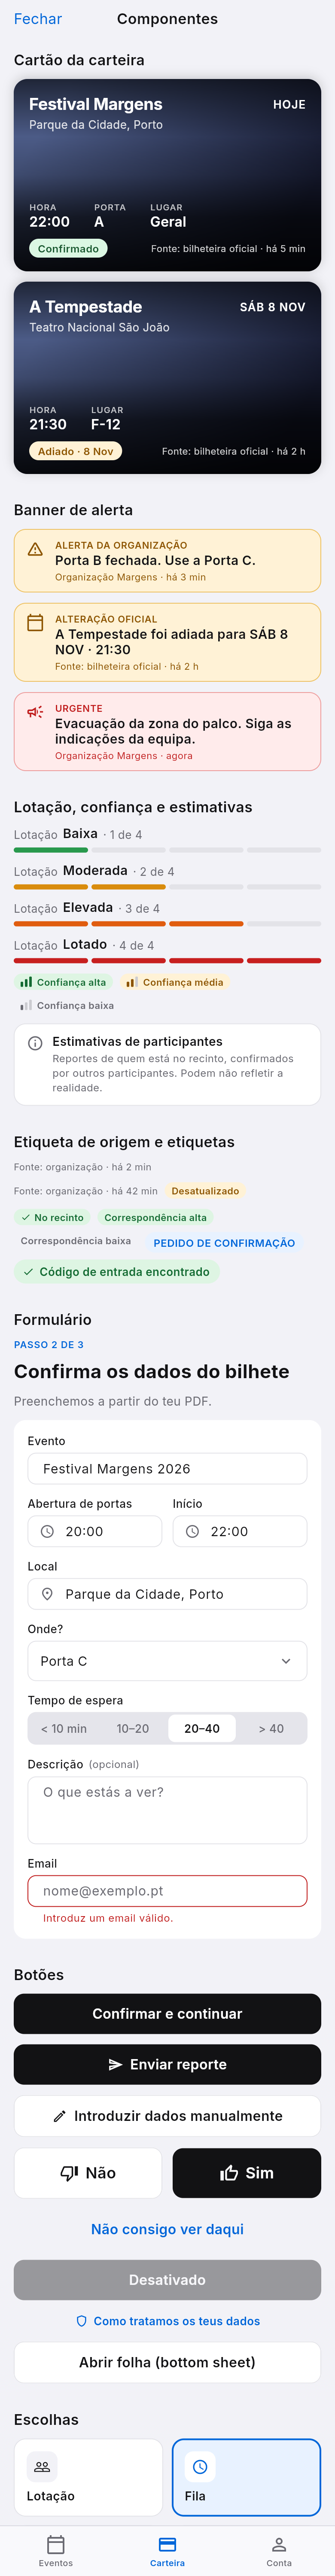 Fechar Componentes
Cartão da carteira
Festival Margens HOJE
Parque da Cidade, Porto
HORA PORTA LUGAR
22:00 A Geral
Confirmado Fonte: bilheteira oficial · há 5 min
A Tempestade SÁB 8 NOV
Teatro Nacional São João
HORA LUGAR
21:30 F-12
Adiado · 8 Nov Fonte: bilheteira oficial · há 2 h
Banner de alerta
ALERTA DA ORGANIZAÇÃO
Porta B fechada. Use a Porta C.
Organização Margens · há 3 min
ALTERAÇÃO OFICIAL
A Tempestade foi adiada para SÁB 8
NOV · 21:30
Fonte: bilheteira oficial · há 2 h
URGENTE
Evacuação da zona do palco. Siga as
indicações da equipa.
Organização Margens · agora
Lotação, confiança e estimativas
Lotação Baixa · 1 de 4
Lotação Moderada · 2 de 4
Lotação Elevada · 3 de 4
Lotação Lotado · 4 de 4
Confiança alta Confiança média
Confiança baixa
Estimativas de participantes
Reportes de quem está no recinto, confirmados
por outros participantes. Podem não refletir a
realidade.
Etiqueta de origem e etiquetas
Fonte: organização · há 2 min
Fonte: organização · há 42 min Desatualizado
No recinto Correspondência alta
Correspondência baixa PEDIDO DE CONFIRMAÇÃO
Código de entrada encontrado
Formulário
PASSO 2 DE 3
Confirma os dados do bilhete
Preenchemos a partir do teu PDF.
Evento
Festival Margens 2026
Abertura de portas Início
20:00 22:00
Local
Parque da Cidade, Porto
Onde?
Porta C
Tempo de espera
< 10 min 10–20 20–40 > 40
Descrição (opcional)
O que estás a ver?
Email
nome@exemplo.pt
Introduz um email válido.
Botões
Confirmar e continuar
Enviar reporte
Introduzir dados manualmente
Não Sim
Não consigo ver daqui
Desativado
Como tratamos os teus dados
Abrir folha (bottom sheet)
Escolhas
Lotação Fila
Eventos Carteira Conta